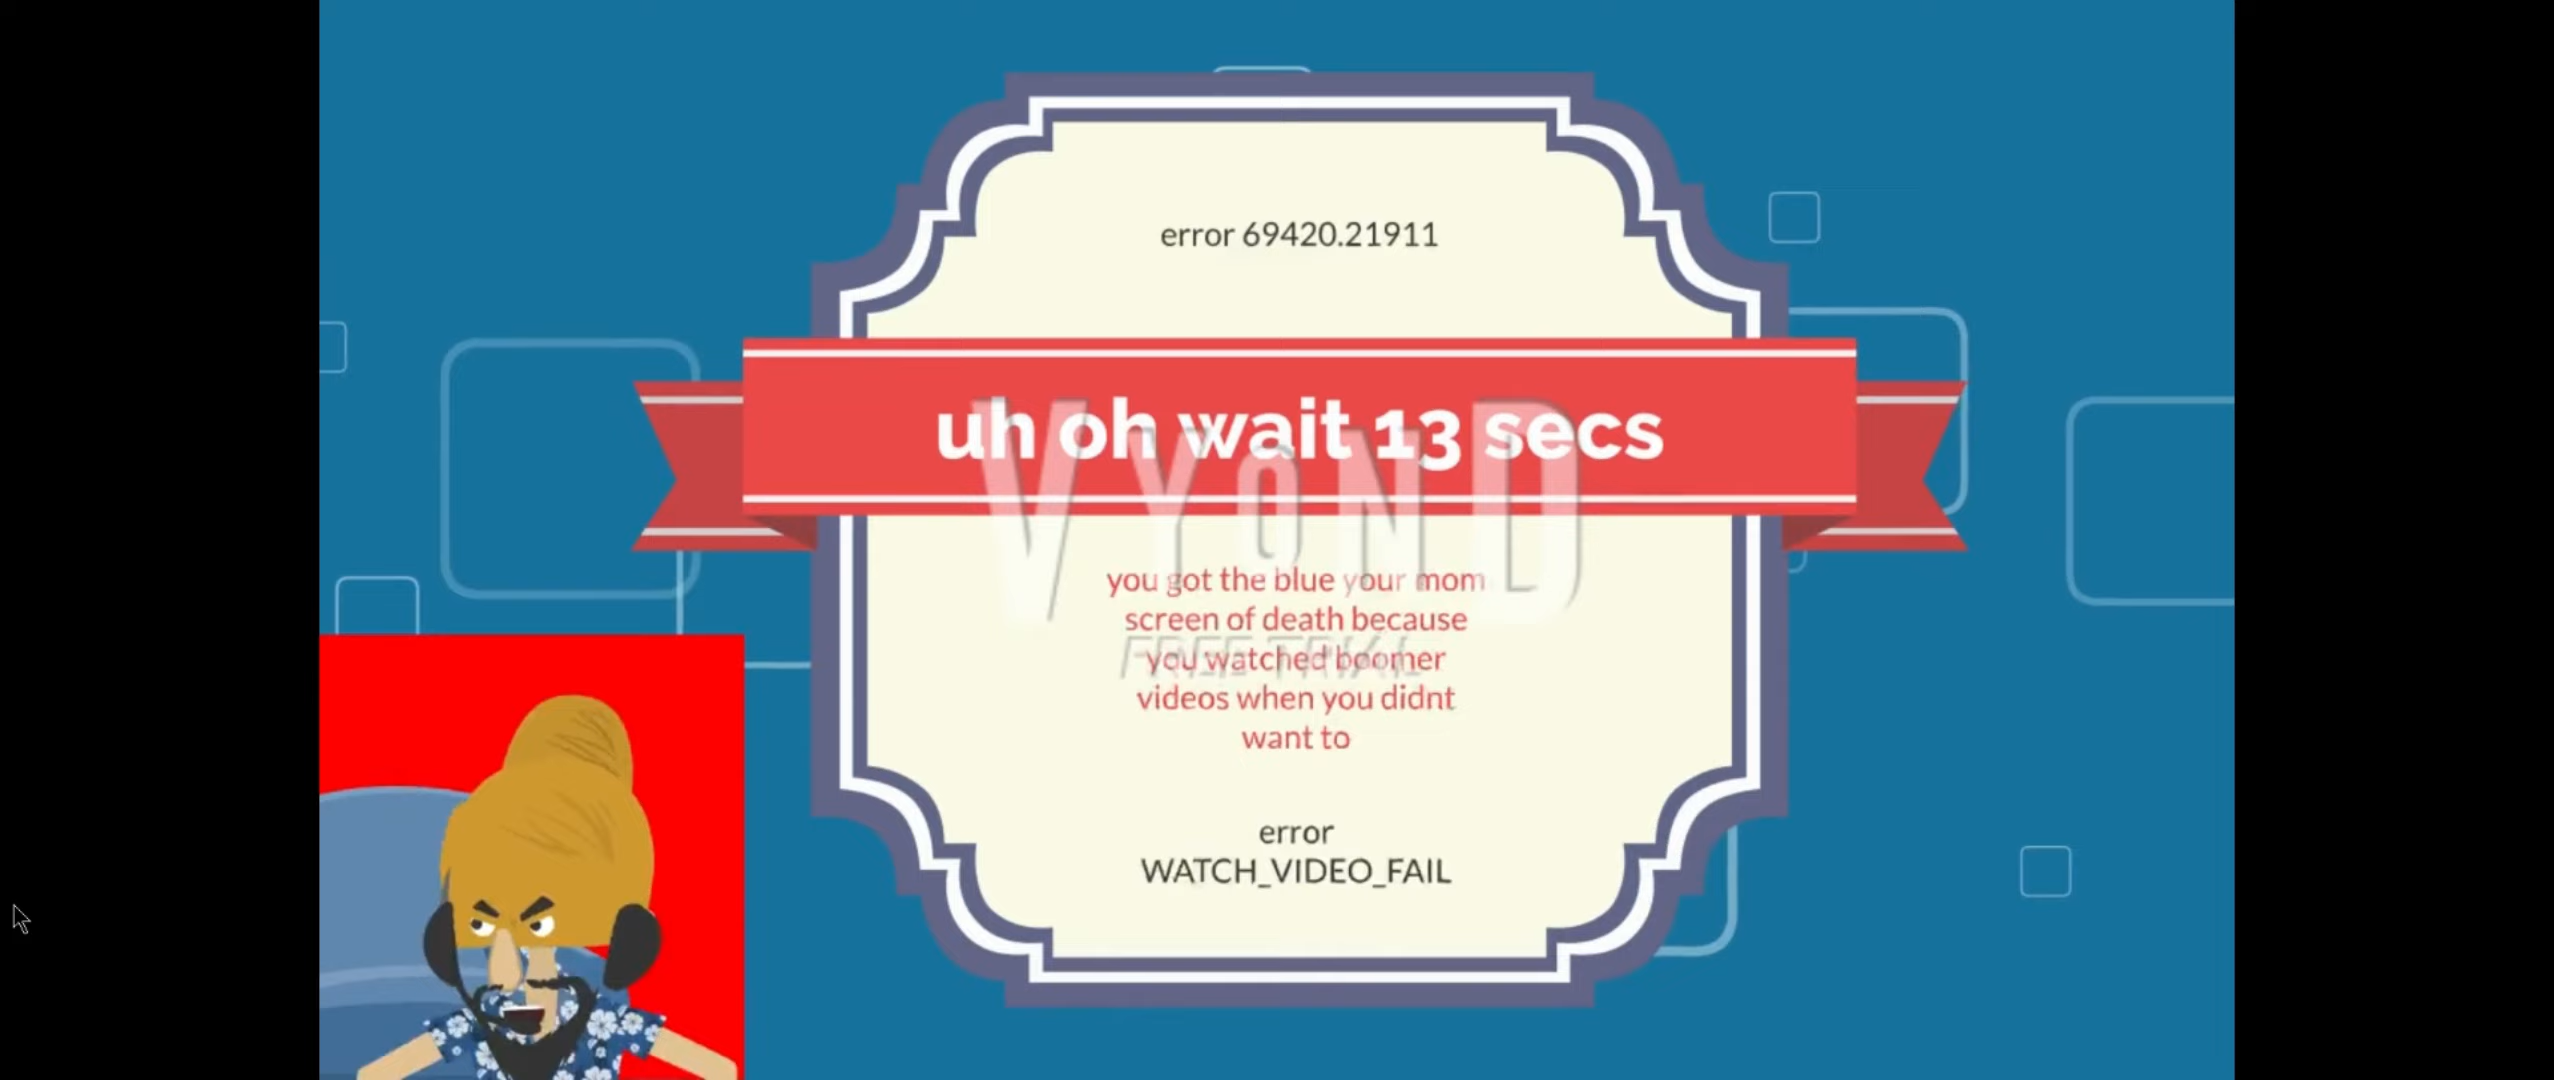 error 69420.21911
uh oh wait 13 secs
VYOND
FREE TRIAL
you got the blue your mom
screen of death because
you watched boomer
videos when you didnt
want to
error
WATCH_VIDEO_FAIL